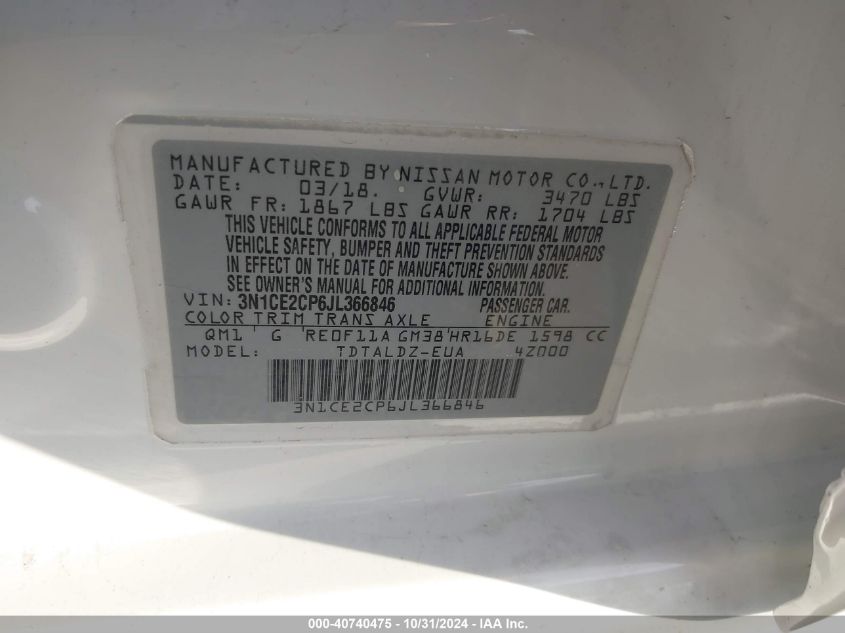 MANUFACTURED BY NISSAN MOTOR CO., LTD.
DATE: 03/18. GVWR: 3470 LBS
GAWR FR: 1867 LBS GAWR RR: 1704 LBS
THIS VEHICLE CONFORMS TO ALL APPLICABLE FEDERAL MOTOR
VEHICLE SAFETY, BUMPER AND THEFT PREVENTION STANDARDS
IN EFFECT ON THE DATE OF MANUFACTURE SHOWN ABOVE.
SEE OWNER'S MANUAL FOR ADDITIONAL INFORMATION.
VIN: 3N1CE2CP6JL366846 PASSENGER CAR.
COLOR TRIM TRANS AXLE ENGINE
QM1 G RE0F11A GM38 HR16DE 1598 CC
MODEL: TDTALDZ-EUA 4Z000
3N1CE2CP6JL366846
000-40740475 - 10/31/2024 - IAA Inc.